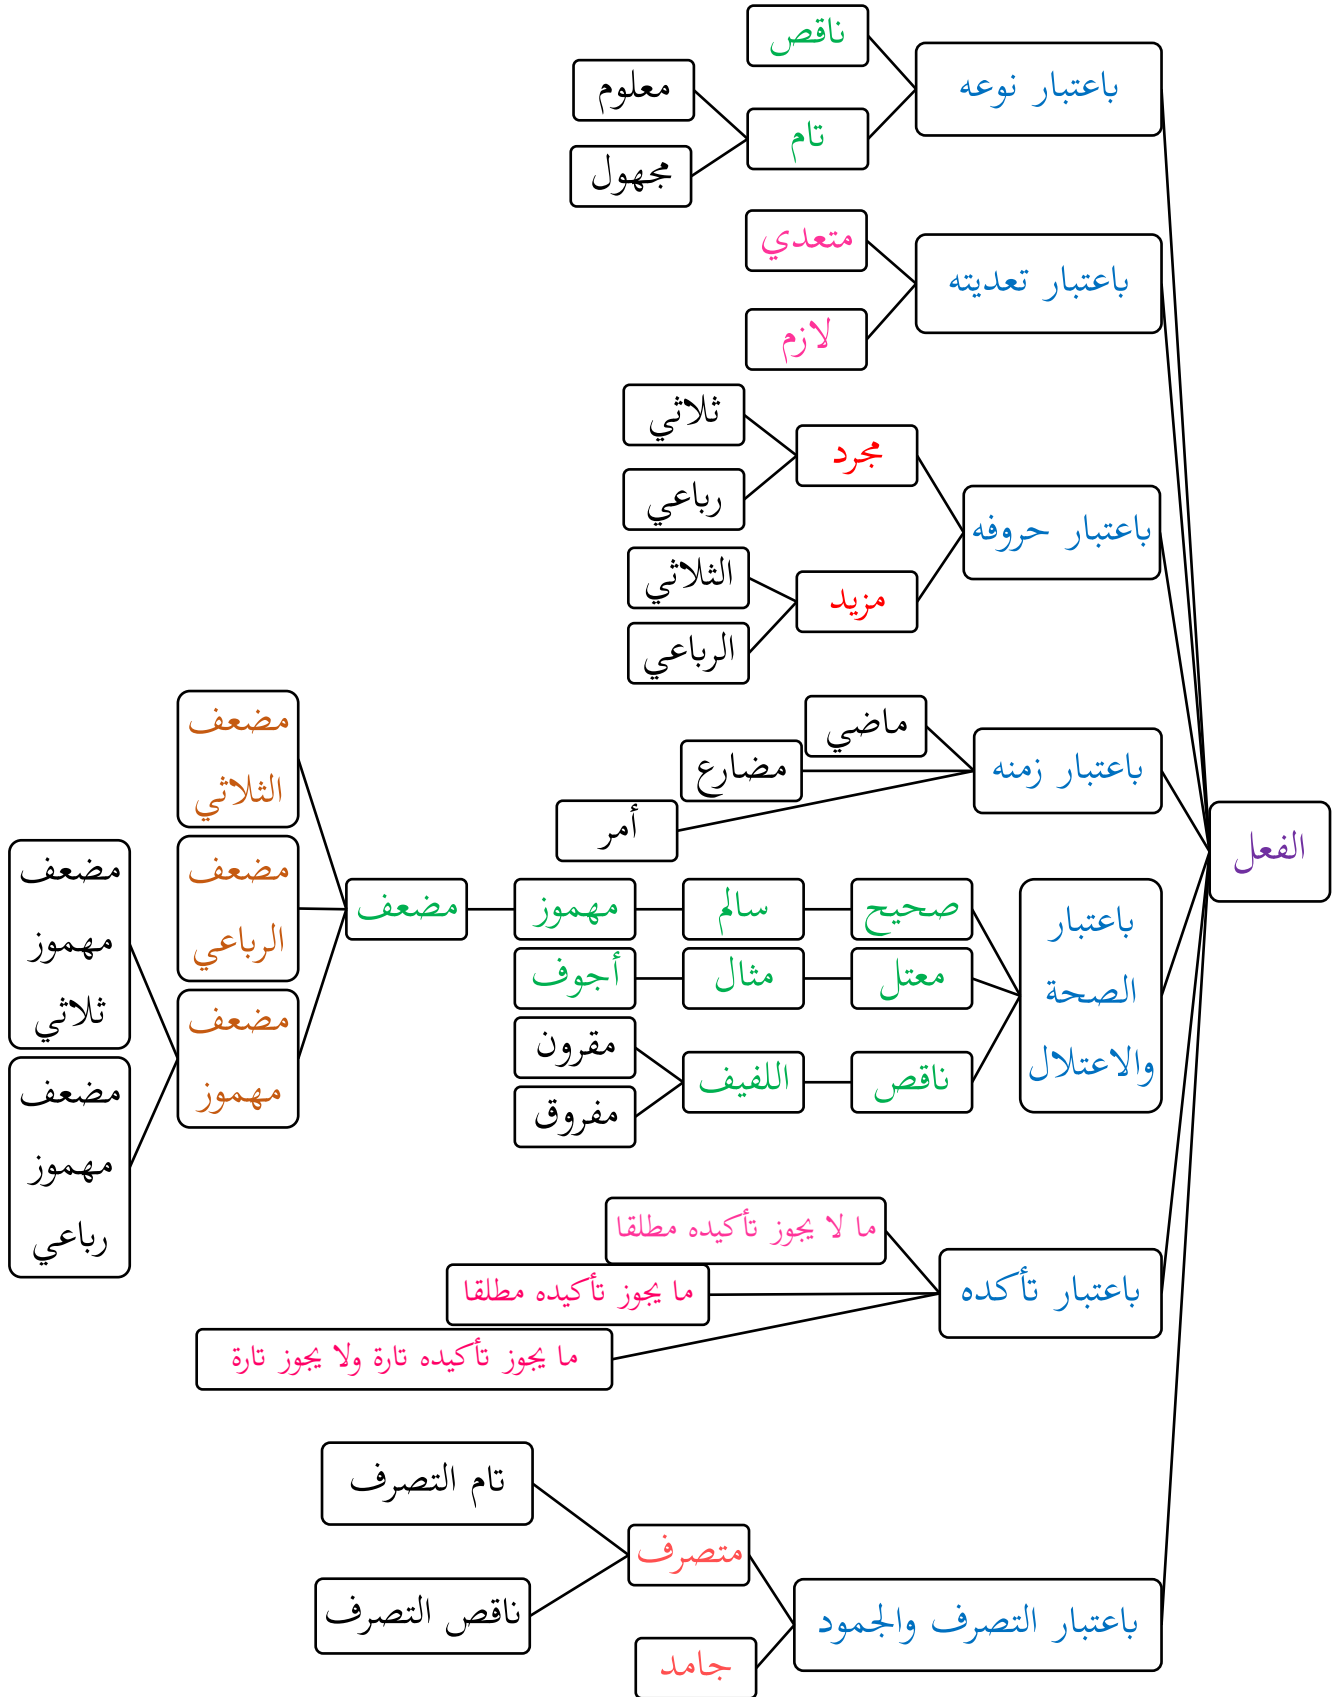 الفعل
باعتبار نوعه
ناقص
تام
معلوم
مجهول
باعتبار تعديته
متعدي
لازم
باعتبار حروفه
مجرد
ثلاثي
رباعي
مزيد
الثلاثي
الرباعي
باعتبار زمنه
ماضي
مضارع
أمر
باعتبار
الصحة
والاعتلال
صحيح
سالم
مهموز
مضعف
مضعف
الثلاثي
مضعف
الرباعي
مضعف
مهموز
مضعف
مهموز
ثلاثي
مضعف
مهموز
رباعي
معتل
مثال
أجوف
ناقص
اللفيف
مقرون
مفروق
باعتبار تأكده
ما لا يجوز تأكيده مطلقا
ما يجوز تأكيده مطلقا
ما يجوز تأكيده تارة ولا يجوز تارة
باعتبار التصرف والجمود
متصرف
تام التصرف
ناقص التصرف
جامد